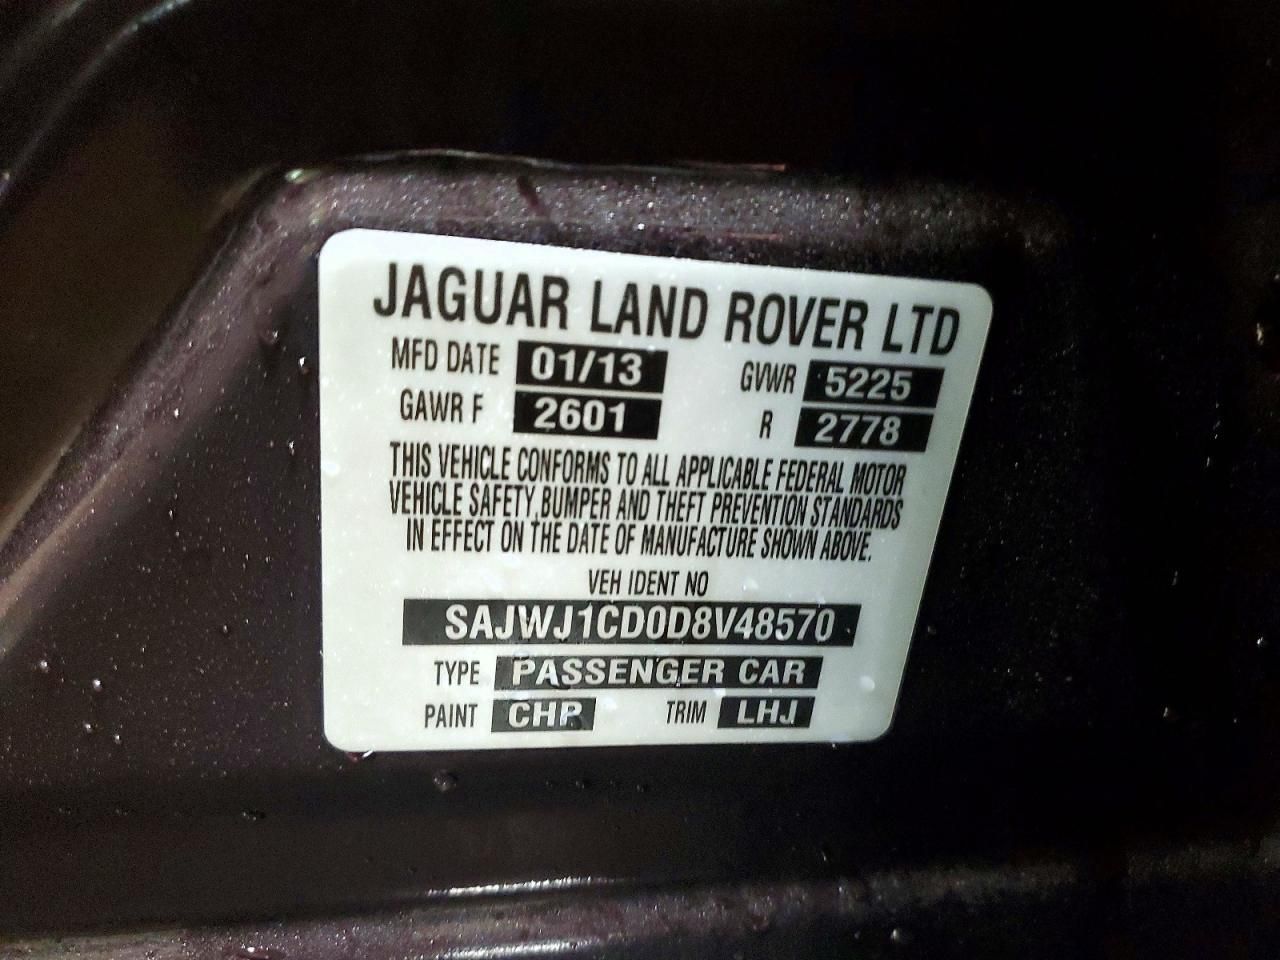 JAGUAR LAND ROVER LTD
MFD DATE 01/13 GVWR 5225
GAWR F 2601 R 2778
THIS VEHICLE CONFORMS TO ALL APPLICABLE FEDERAL MOTOR
VEHICLE SAFETY, BUMPER AND THEFT PREVENTION STANDARDS
IN EFFECT ON THE DATE OF MANUFACTURE SHOWN ABOVE.
VEH IDENT NO
SAJWJ1CD0D8V48570
TYPE PASSENGER CAR
PAINT CHP TRIM LHJ